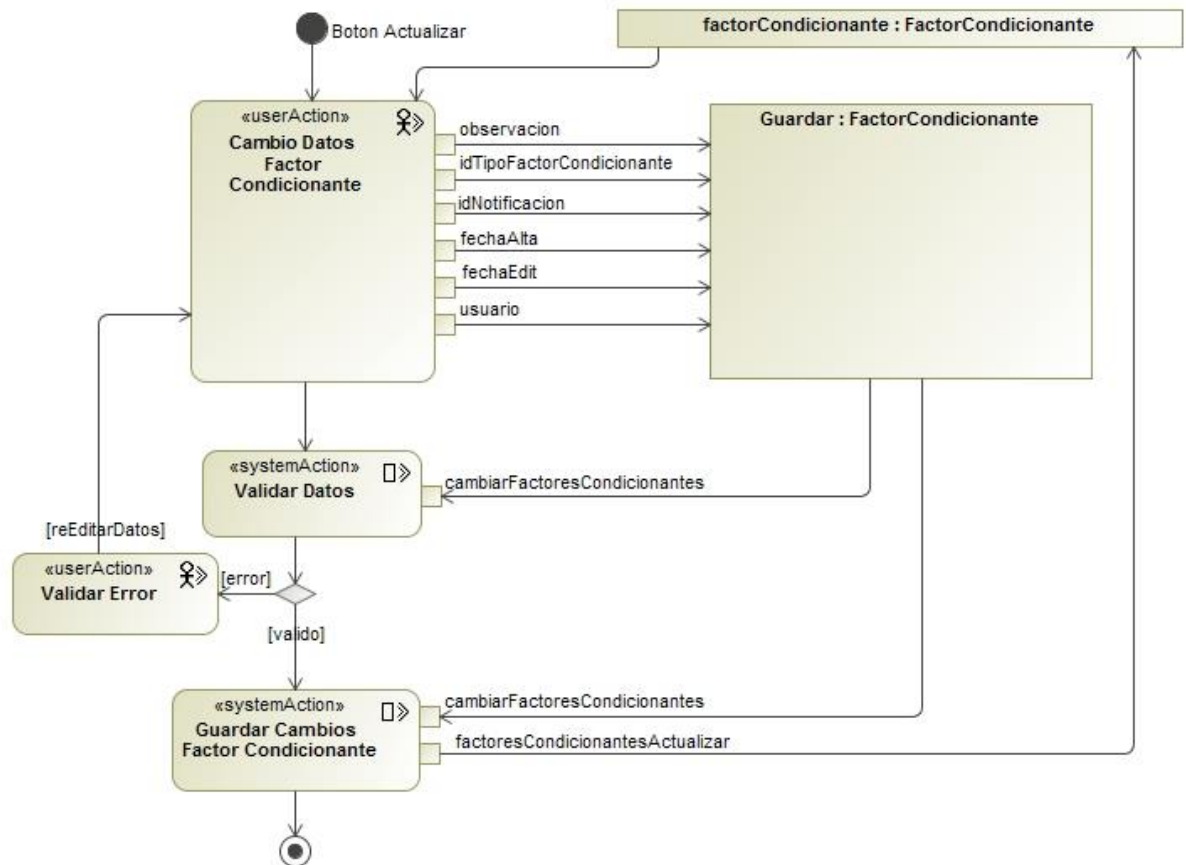 Boton Actualizar
factorCondicionante : FactorCondicionante
«userAction»
Cambio Datos
Factor
Condicionante
observacion
idTipoFactorCondicionante
idNotificacion
fechaAlta
fechaEdit
usuario
Guardar : FactorCondicionante
«systemAction»
Validar Datos
cambiarFactoresCondicionantes
[reEditarDatos]
«userAction»
Validar Error
[error]
[valido]
«systemAction»
Guardar Cambios
Factor Condicionante
cambiarFactoresCondicionantes
factoresCondicionantesActualizar